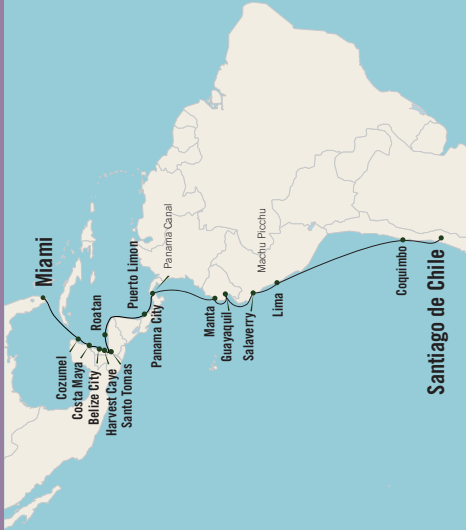 Miami
Cozumel
Costa Maya
Belize City
Harvest Caye
Santo Tomas
Roatan
Puerto Limon
Panama Canal
Panama City
Manta
Guayaquil
Salaverry
Machu Picchu
Lima
Coquimbo
Santiago de Chile